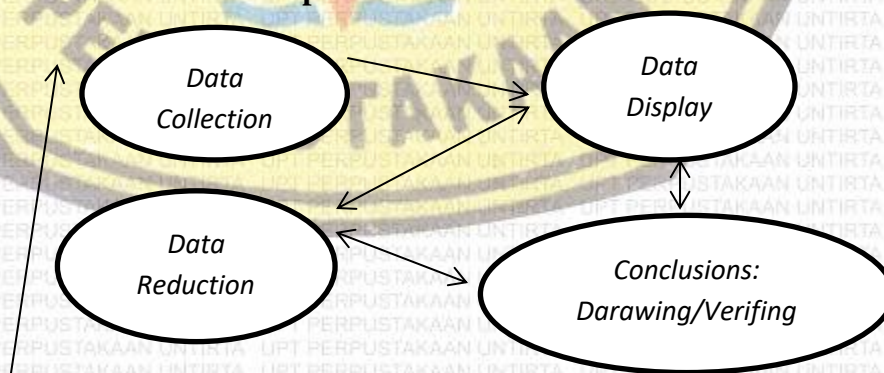 Data
Collection
Data
Display
Data
Reduction
Conclusions:
Darawing/Verifing